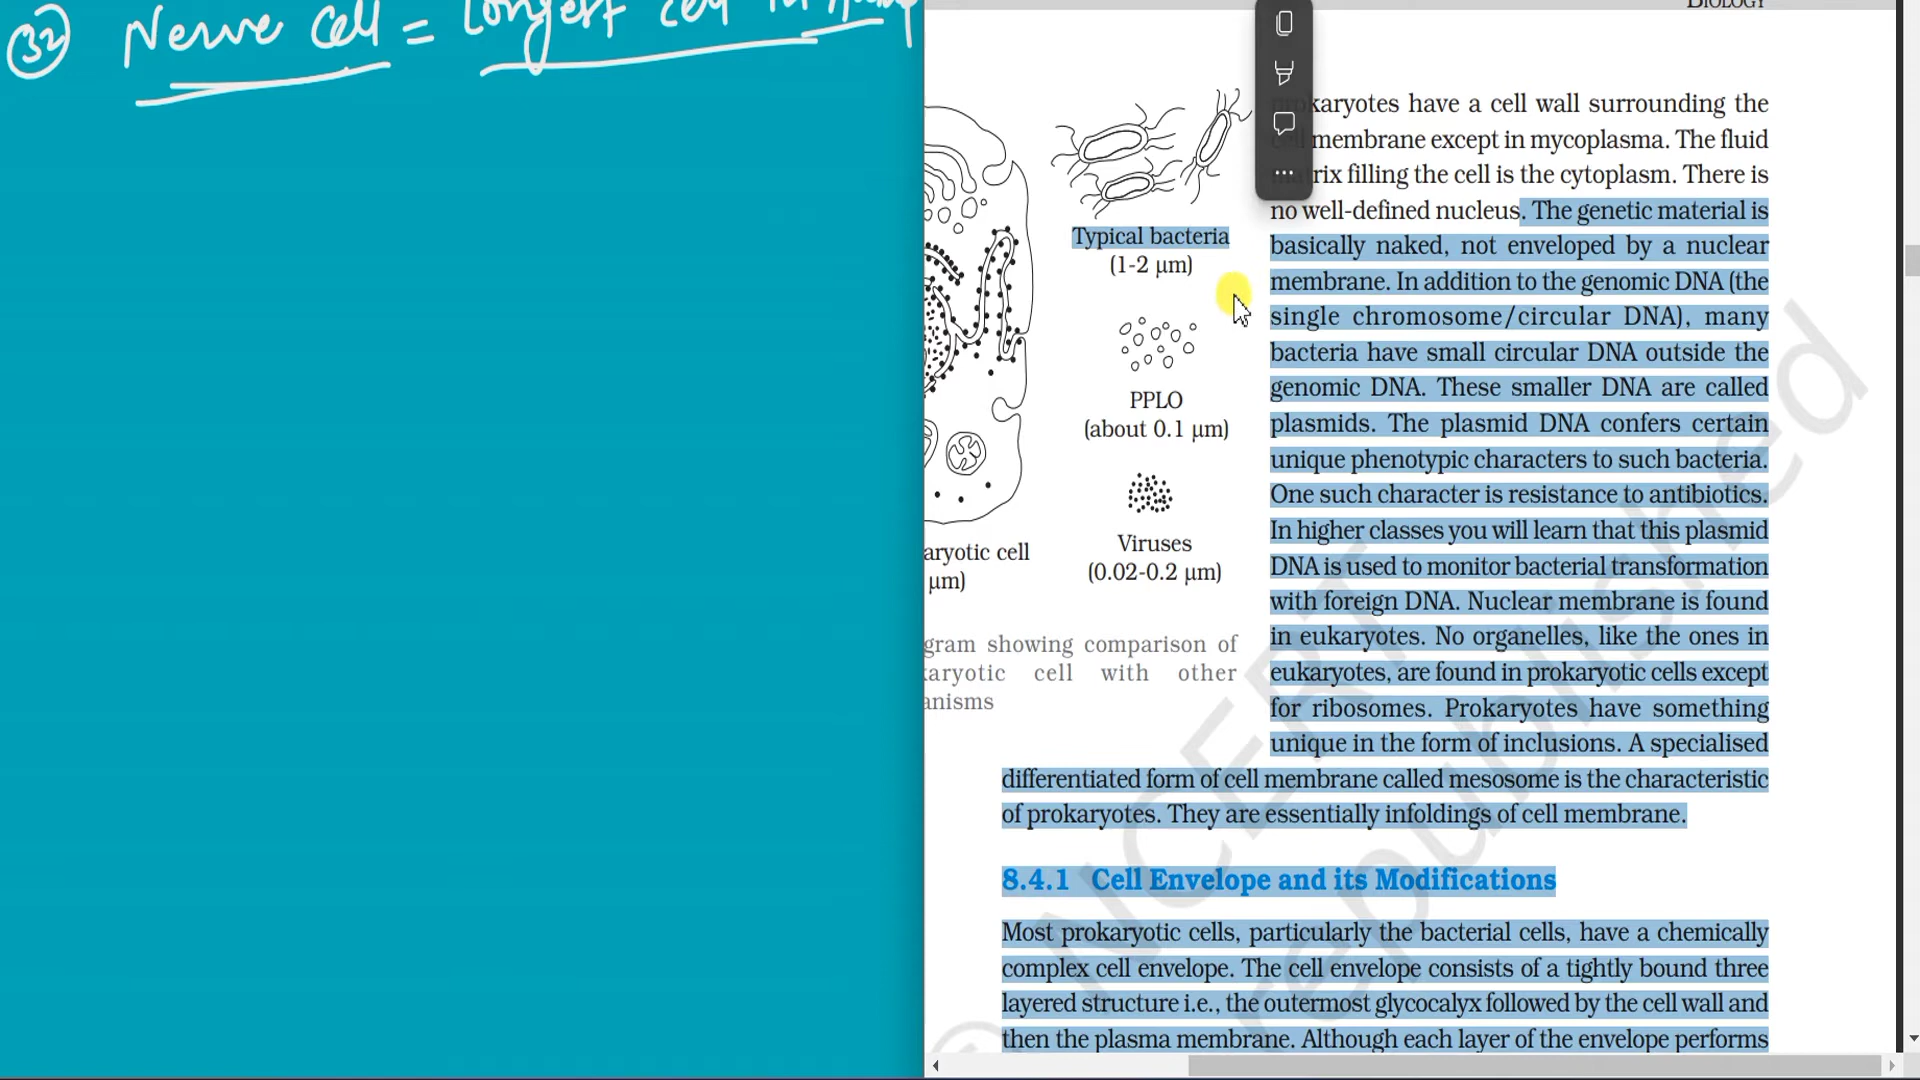 32 Nerve Cell = Longest cell in
BIOLOGY
prokaryotes have a cell wall surrounding the
cell membrane except in mycoplasma. The fluid
matrix filling the cell is the cytoplasm. There is
no well-defined nucleus. The genetic material is
basically naked, not enveloped by a nuclear
membrane. In addition to the genomic DNA (the
single chromosome/circular DNA), many
bacteria have small circular DNA outside the
genomic DNA. These smaller DNA are called
plasmids. The plasmid DNA confers certain
unique phenotypic characters to such bacteria.
One such character is resistance to antibiotics.
In higher classes you will learn that this plasmid
DNA is used to monitor bacterial transformation
with foreign DNA. Nuclear membrane is found
in eukaryotes. No organelles, like the ones in
eukaryotes, are found in prokaryotic cells except
for ribosomes. Prokaryotes have something
unique in the form of inclusions. A specialised
differentiated form of cell membrane called mesosome is the characteristic
of prokaryotes. They are essentially infoldings of cell membrane.
Typical bacteria
(1-2 µm)
PPLO
(about 0.1 µm)
Viruses
(0.02-0.2 µm)
aryotic cell
µm)
gram showing comparison of
karyotic cell with other
anisms
8.4.1 Cell Envelope and its Modifications
Most prokaryotic cells, particularly the bacterial cells, have a chemically
complex cell envelope. The cell envelope consists of a tightly bound three
layered structure i.e., the outermost glycocalyx followed by the cell wall and
then the plasma membrane. Although each layer of the envelope performs
© NCERT
republished